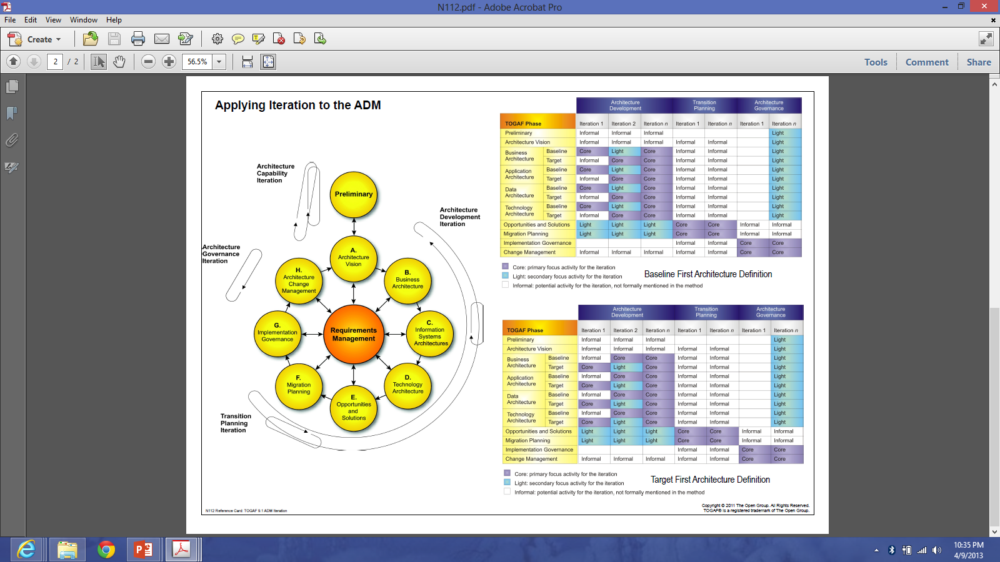 N112.pdf - Adobe Acrobat Pro
File Edit View Window Help
Create
2 / 2 56.5% Tools Comment Share
Applying Iteration to the ADM
Architecture
Capability
Iteration
Preliminary
Architecture
Development
Iteration
Architecture
Governance
Iteration
A.
Architecture
Vision
H.
Architecture
Change
Management
B.
Business
Architecture
G.
Implementation
Governance
Requirements
Management
C.
Information
Systems
Architectures
F.
Migration
Planning
D.
Technology
Architecture
E.
Opportunities
and
Solutions
Transition
Planning
Iteration
Architecture Development Transition Planning Architecture Governance
TOGAF Phase Iteration 1 Iteration 2 Iteration n Iteration 1 Iteration n Iteration 1 Iteration n
Preliminary Informal Informal Informal Light
Architecture Vision Informal Informal Informal Informal Informal Light
Business Architecture Baseline Core Light Core Informal Informal Light
Target Informal Core Core Informal Informal Light
Application Architecture Baseline Core Light Core Informal Informal Light
Target Informal Core Core Informal Informal Light
Data Architecture Baseline Core Light Core Informal Informal Light
Target Informal Core Core Informal Informal Light
Technology Architecture Baseline Core Light Core Informal Informal Light
Target Informal Core Core Informal Informal Light
Opportunities and Solutions Light Light Light Core Core Informal Informal
Migration Planning Light Light Light Core Core Informal Informal
Implementation Governance Informal Informal Core Core
Change Management Informal Informal Informal Informal Informal Core Core
Core: primary focus activity for the iteration
Light: secondary focus activity for the iteration
Informal: potential activity for the iteration, not formally mentioned in the method
Baseline First Architecture Definition
Architecture Development Transition Planning Architecture Governance
TOGAF Phase Iteration 1 Iteration 2 Iteration n Iteration 1 Iteration n Iteration 1 Iteration n
Preliminary Informal Informal Informal Light
Architecture Vision Informal Informal Informal Informal Informal Light
Business Architecture Baseline Informal Core Core Informal Informal Light
Target Core Light Core Informal Informal Light
Application Architecture Baseline Informal Core Core Informal Informal Light
Target Core Light Core Informal Informal Light
Data Architecture Baseline Informal Core Core Informal Informal Light
Target Core Light Core Informal Informal Light
Technology Architecture Baseline Informal Core Core Informal Informal Light
Target Core Light Core Informal Informal Light
Opportunities and Solutions Light Light Light Core Core Informal Informal
Migration Planning Light Light Light Core Core Informal Informal
Implementation Governance Informal Informal Core Core
Change Management Informal Informal Informal Informal Informal Core Core
Core: primary focus activity for the iteration
Light: secondary focus activity for the iteration
Informal: potential activity for the iteration, not formally mentioned in the method
Target First Architecture Definition
N112 Reference Card: TOGAF 9.1 ADM Iteration
Copyright © 2011 The Open Group. All Rights Reserved.
TOGAF® is a registered trademark of The Open Group.
10:35 PM
4/9/2013